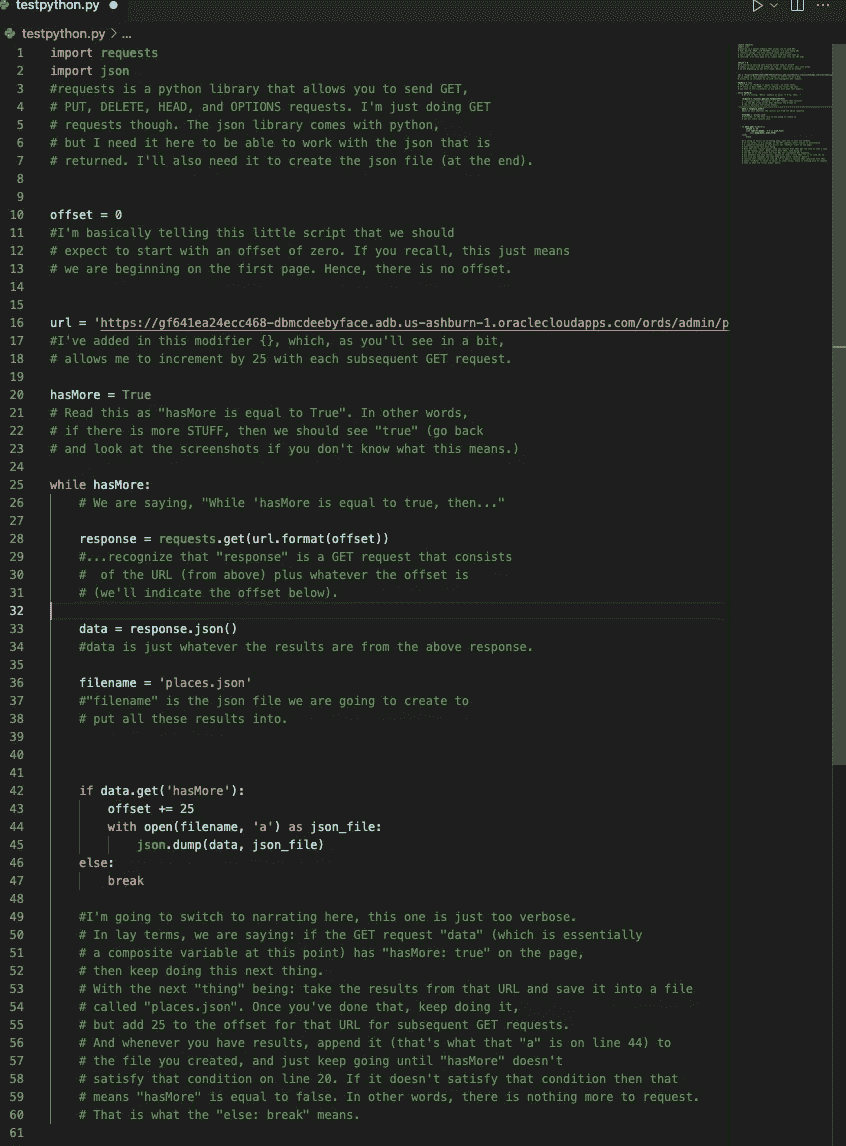 testpython.py
testpython.py > ...
1 import requests
2 import json
3 #requests is a python library that allows you to send GET,
4 # PUT, DELETE, HEAD, and OPTIONS requests. I'm just doing GET
5 # requests though. The json library comes with python,
6 # but I need it here to be able to work with the json that is
7 # returned. I'll also need it to create the json file (at the end).
8
9
10 offset = 0
11 #I'm basically telling this little script that we should
12 # expect to start with an offset of zero. If you recall, this just means
13 # we are beginning on the first page. Hence, there is no offset.
14
15
16 url = 'https://gf641ea24ecc468-dbmcdeebyface.adb.us-ashburn-1.oraclecloudapps.com/ords/admin/p
17 #I've added in this modifier {}, which, as you'll see in a bit,
18 # allows me to increment by 25 with each subsequent GET request.
19
20 hasMore = True
21 # Read this as "hasMore is equal to True". In other words,
22 # if there is more STUFF, then we should see "true" (go back
23 # and look at the screenshots if you don't know what this means.)
24
25 while hasMore:
26 # We are saying, "While 'hasMore is equal to true, then..."
27
28 response = requests.get(url.format(offset))
29 #...recognize that "response" is a GET request that consists
30 #  of the URL (from above) plus whatever the offset is
31 # (we'll indicate the offset below).
32
33 data = response.json()
34 #data is just whatever the results are from the above response.
35
36 filename = 'places.json'
37 #"filename" is the json file we are going to create to
38 # put all these results into.
39
40
41
42 if data.get('hasMore'):
43 offset += 25
44 with open(filename, 'a') as json_file:
45 json.dump(data, json_file)
46 else:
47 break
48
49 #I'm going to switch to narrating here, this one is just too verbose.
50 # In lay terms, we are saying: if the GET request "data" (which is essentially
51 # a composite variable at this point) has "hasMore: true" on the page,
52 # then keep doing this next thing.
53 # With the next "thing" being: take the results from that URL and save it into a file
54 # called "places.json". Once you've done that, keep doing it,
55 # but add 25 to the offset for that URL for subsequent GET requests.
56 # And whenever you have results, append it (that's what that "a" is on line 44) to
57 # the file you created, and just keep going until "hasMore" doesn't
58 # satisfy that condition on line 20. If it doesn't satisfy that condition then that
59 # means "hasMore" is equal to false. In other words, there is nothing more to request.
60 # That is what the "else: break" means.
61